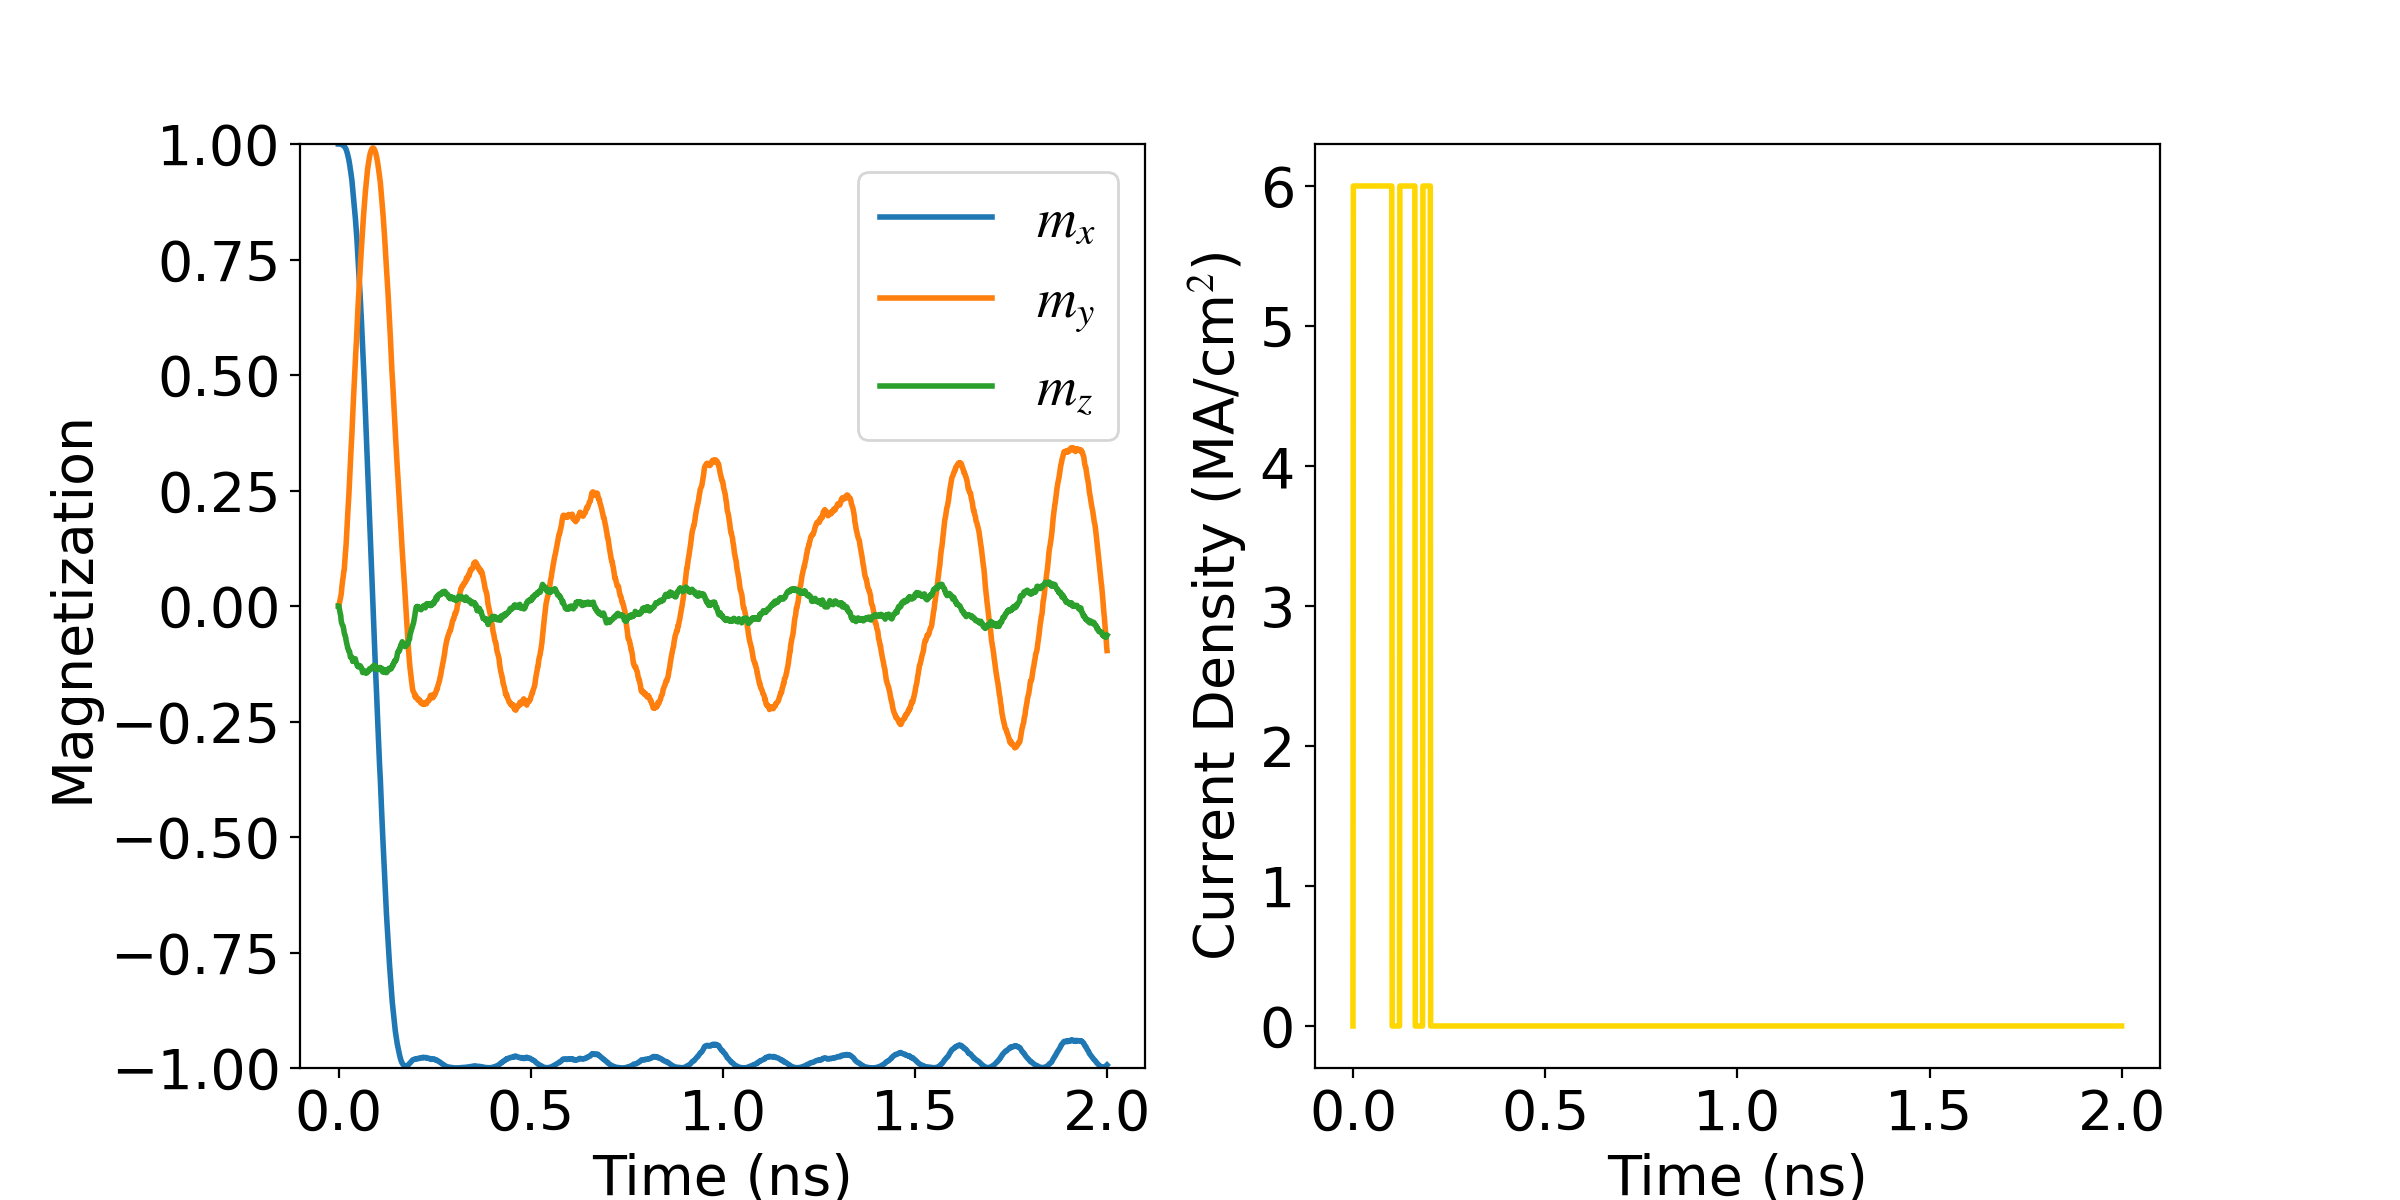 Magnetization
1.00
0.75
0.50
0.25
0.00
−0.25
−0.50
−0.75
−1.00
0.0 0.5 1.0 1.5 2.0
Time (ns)
mₓ
m_y
m_z
Current Density (MA/cm²)
6
5
4
3
2
1
0
0.0 0.5 1.0 1.5 2.0
Time (ns)